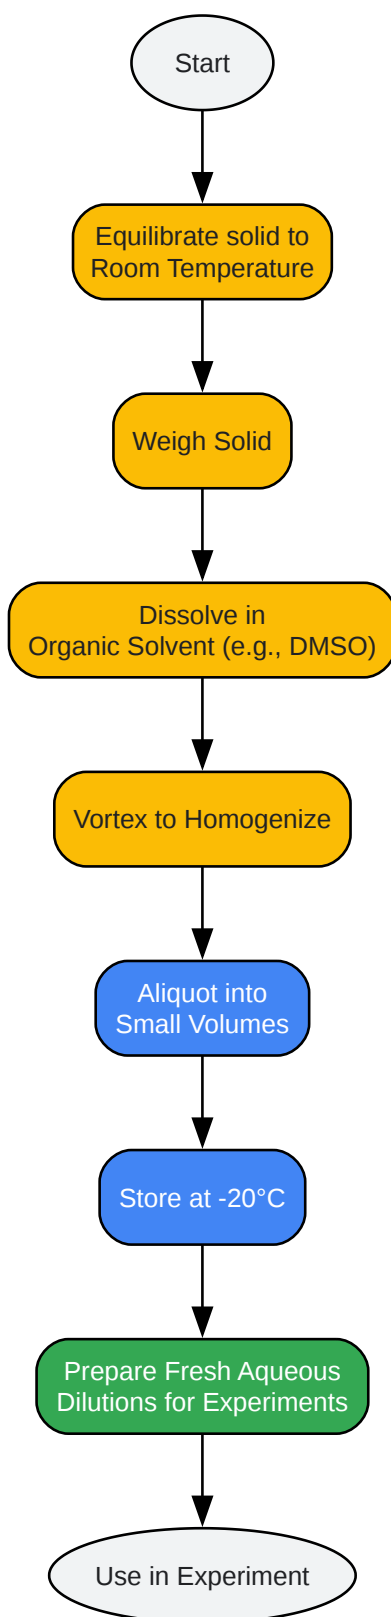 Start
Equilibrate solid to
Room Temperature
Weigh Solid
Dissolve in
Organic Solvent (e.g., DMSO)
Vortex to Homogenize
Aliquot into
Small Volumes
Store at -20°C
Prepare Fresh Aqueous
Dilutions for Experiments
Use in Experiment